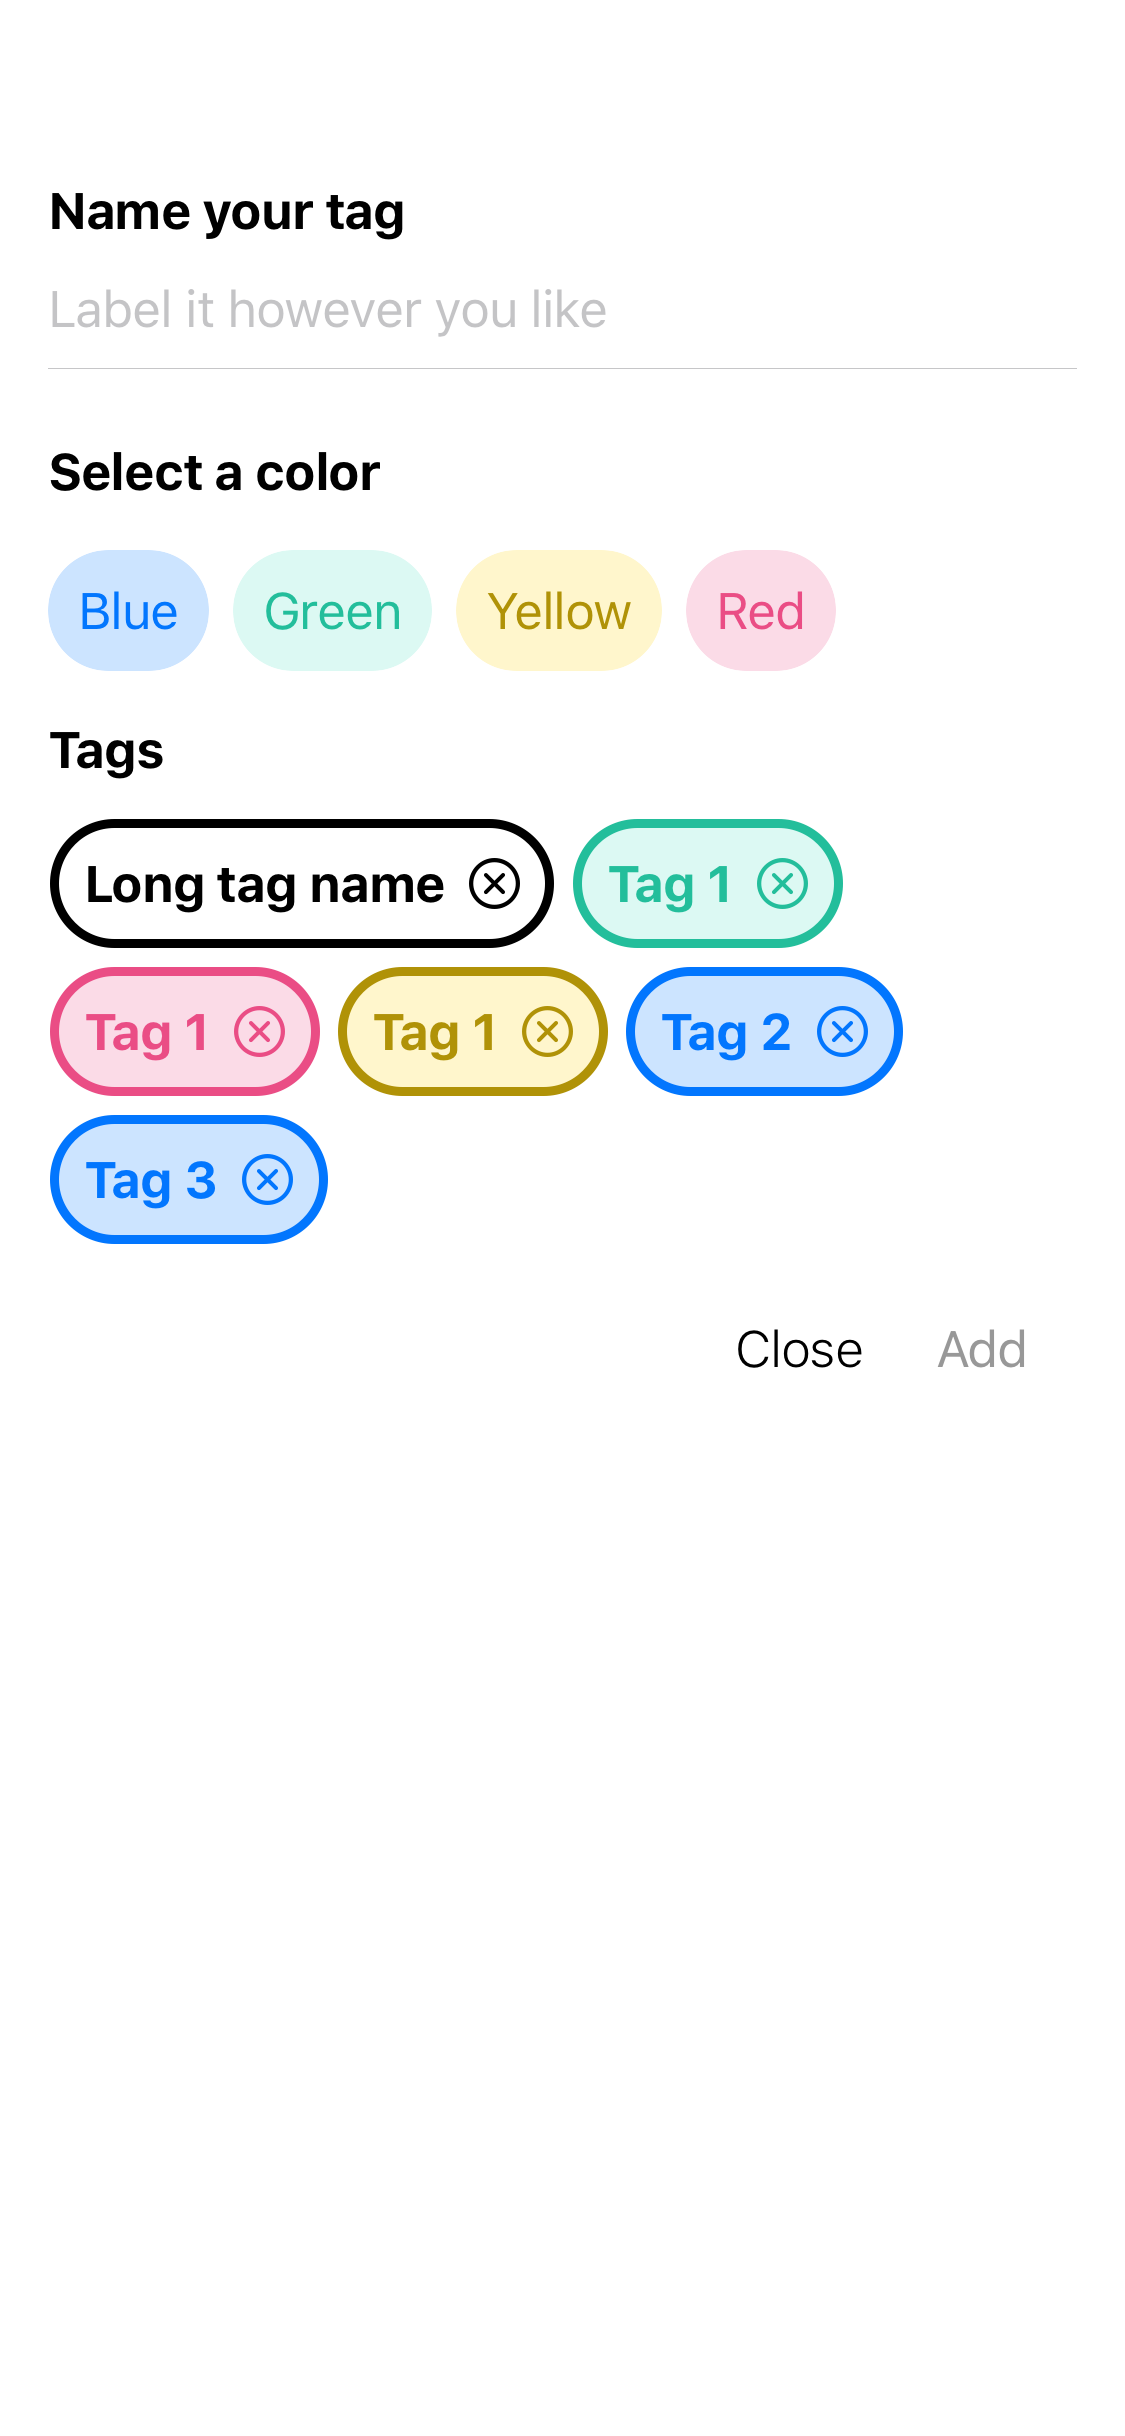 Name your tag
Label it however you like
Select a color
Blue Green Yellow Red
Tags
Long tag name Tag 1
Tag 1 Tag 1 Tag 2
Tag 3
Close Add